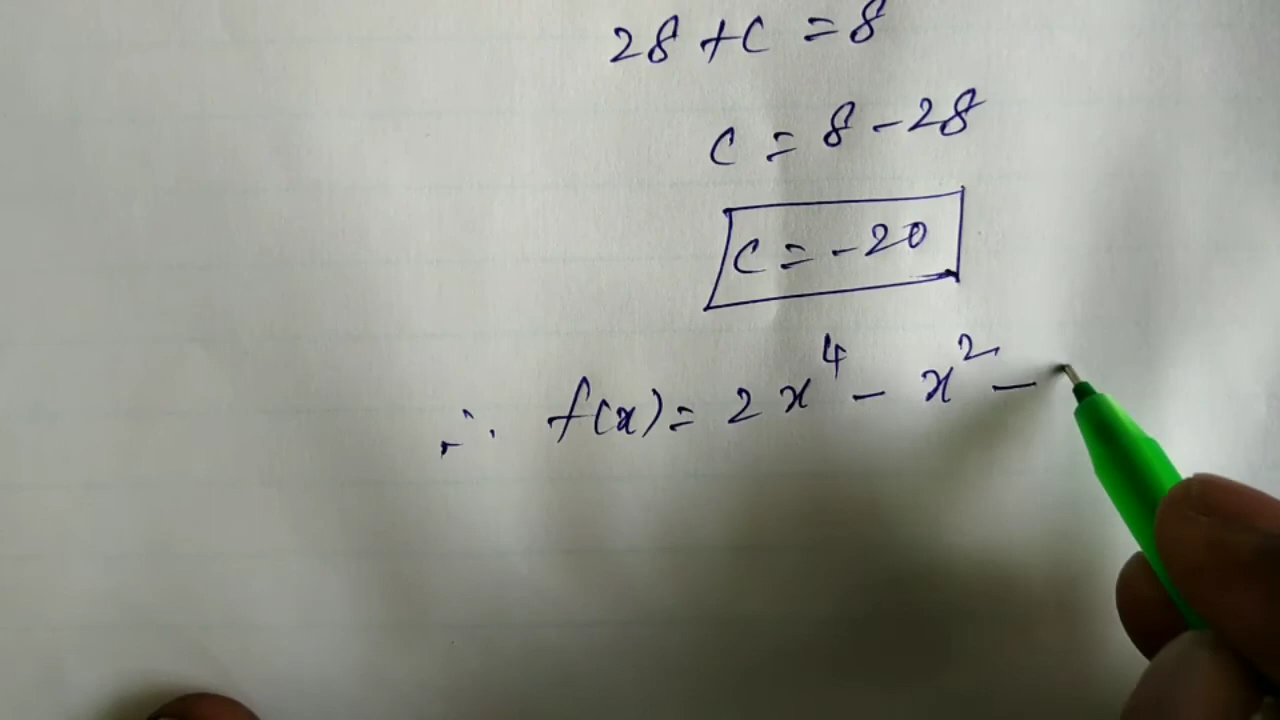 28 + c = 8
c = 8 - 28
c = -20
∴ f(x) = 2x⁴ - x² -